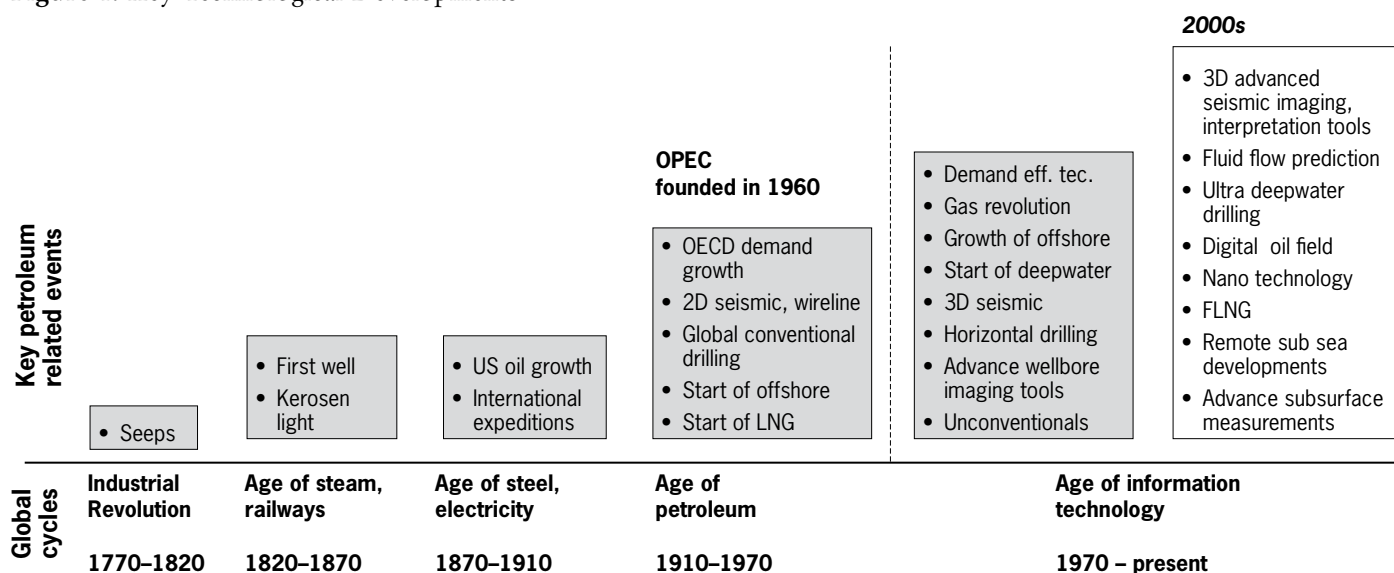 2000s
• 3D advanced
seismic imaging,
interpretation tools
• Fluid flow prediction
• Ultra deepwater
drilling
• Digital oil field
• Nano technology
• FLNG
• Remote sub sea
developments
• Advance subsurface
measurements
• Demand eff. tec.
• Gas revolution
• Growth of offshore
• Start of deepwater
• 3D seismic
• Horizontal drilling
• Advance wellbore
imaging tools
• Unconventionals
OPEC
founded in 1960
• OECD demand
growth
• 2D seismic, wireline
• Global conventional
drilling
• Start of offshore
• Start of LNG
• US oil growth
• International
expeditions
• First well
• Kerosen
light
• Seeps
Key petroleum
related events
Global
cycles
Industrial
Revolution
1770–1820
Age of steam,
railways
1820–1870
Age of steel,
electricity
1870–1910
Age of
petroleum
1910–1970
Age of information
technology
1970 – present